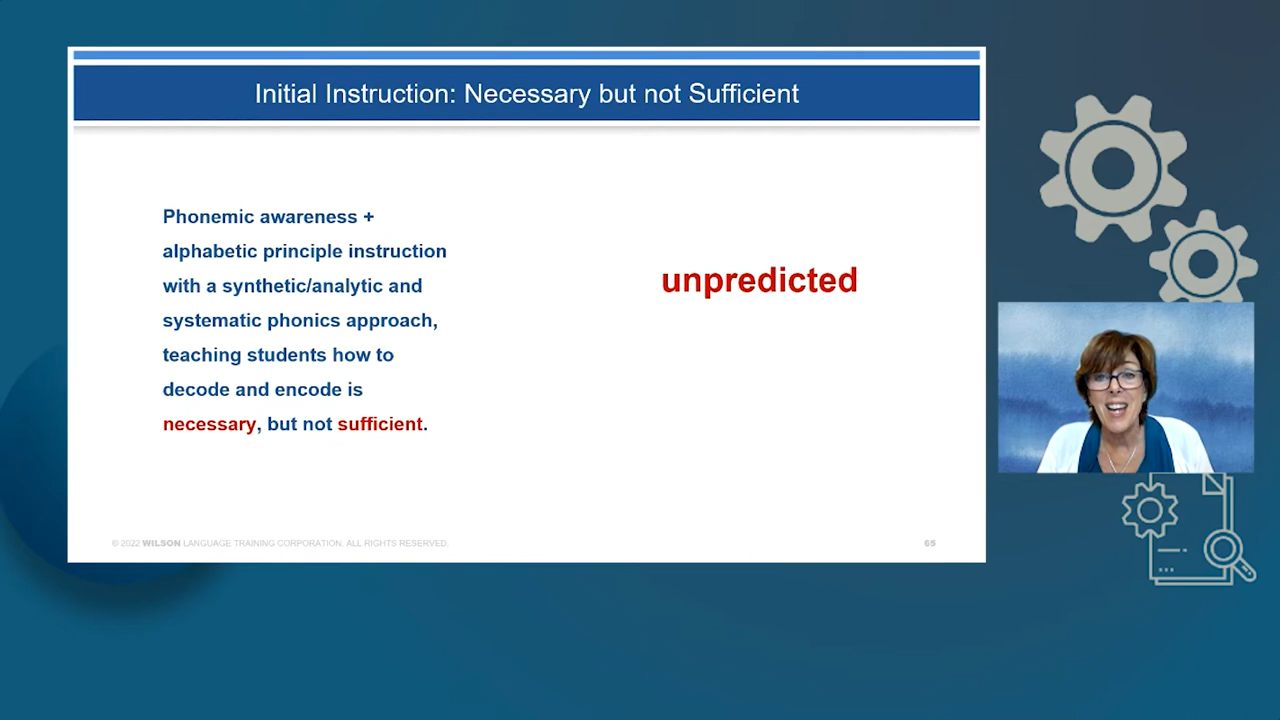 Initial Instruction: Necessary but not Sufficient
Phonemic awareness +
alphabetic principle instruction
with a synthetic/analytic and
systematic phonics approach,
teaching students how to
decode and encode is
necessary, but not sufficient.
unpredicted
© 2022 WILSON LANGUAGE TRAINING CORPORATION. ALL RIGHTS RESERVED.
65